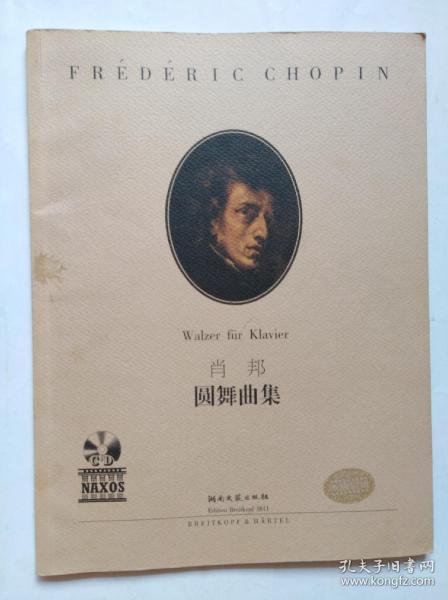 FRÉDÉRIC CHOPIN
Walzer für Klavier
肖邦
圆舞曲集
CD
NAXOS
湖南文艺出版社
Edition Breitkopf 3811
BREITKOPF & HÄRTEL
孔夫子旧书网
www.kongfz.com